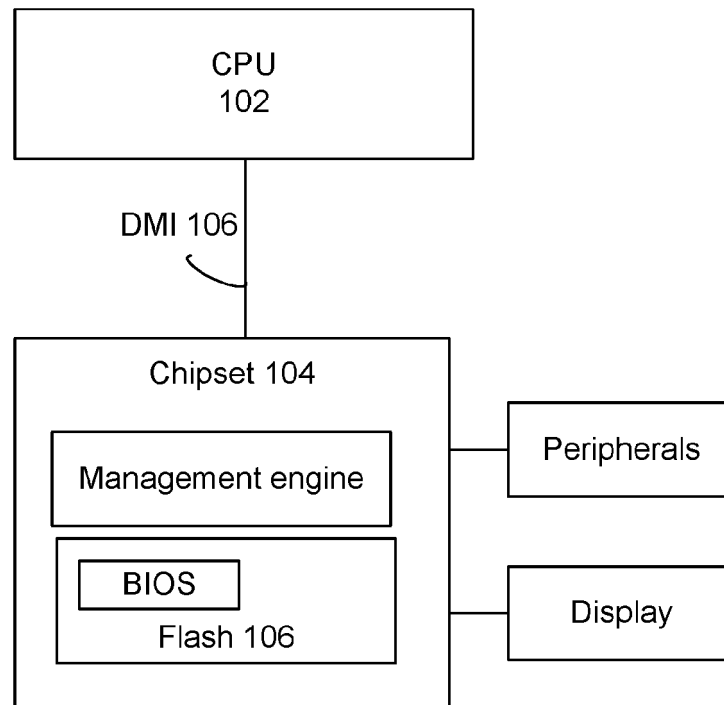 CPU
102
DMI 106
Chipset 104
Management engine
Peripherals
BIOS
Flash 106
Display